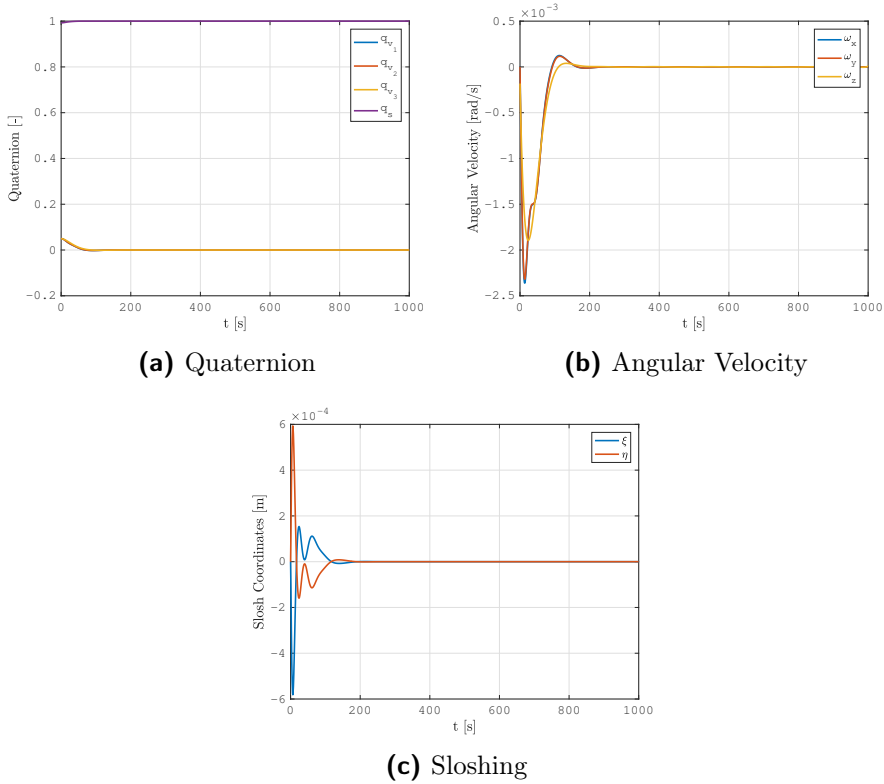 1
0.8
0.6
0.4
0.2
0
-0.2
Quaternion [-]
0 200 400 600 800 1000
t [s]
q_v_1
q_v_2
q_v_3
q_s
(a) Quaternion
×10^-3
0.5
0
-0.5
-1
-1.5
-2
-2.5
Angular Velocity [rad/s]
0 200 400 600 800 1000
t [s]
ω_x
ω_y
ω_z
(b) Angular Velocity
×10^-4
6
4
2
0
-2
-4
-6
Slosh Coordinates [m]
0 200 400 600 800 1000
t [s]
ξ
η
(c) Sloshing